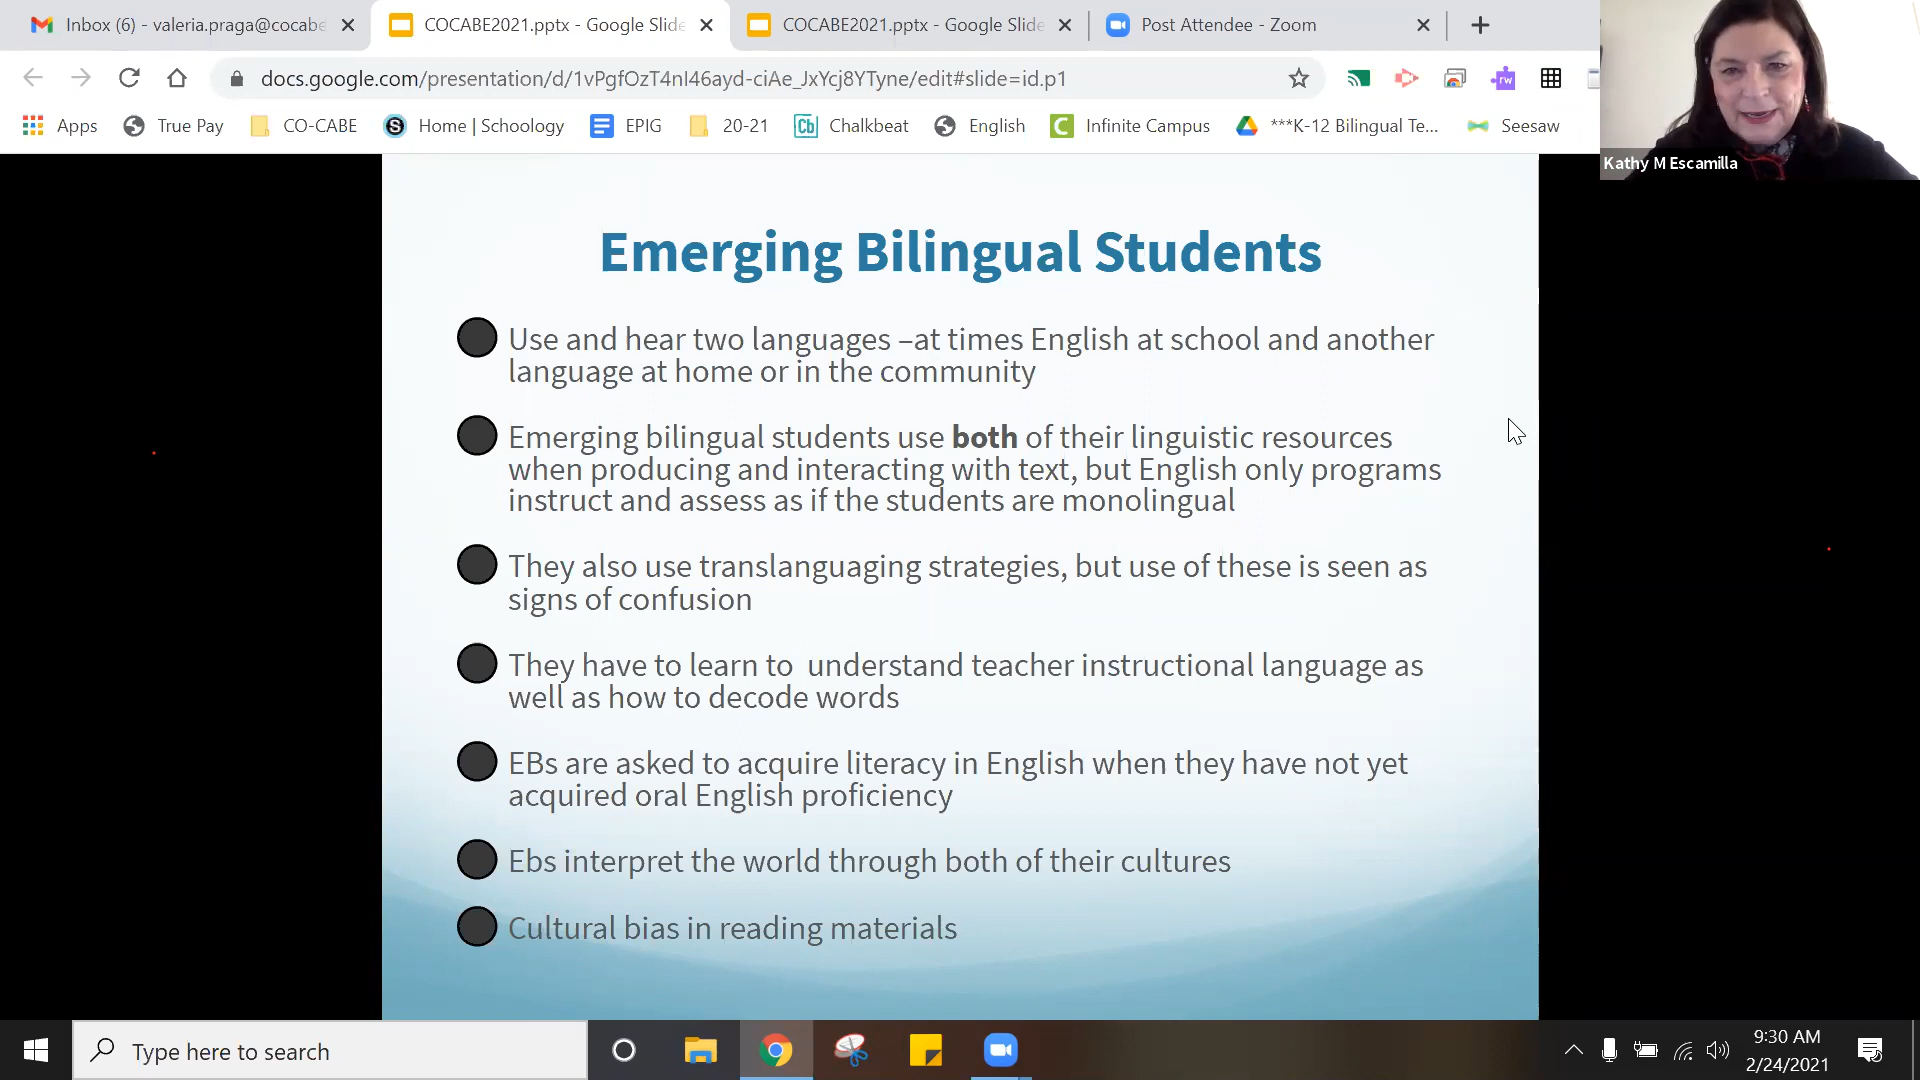 Inbox (6) - valeria.praga@cocabe
COCABE2021.pptx - Google Slide
COCABE2021.pptx - Google Slide
Post Attendee - Zoom
docs.google.com/presentation/d/1vPgfOzT4nI46ayd-ciAe_JxYcj8YTyne/edit#slide=id.p1
rw
Apps
True Pay
CO-CABE
S
Home | Schoology
EPIG
20-21
Cb
Chalkbeat
English
C
Infinite Campus
***K-12 Bilingual Te...
Seesaw
Kathy M Escamilla
Emerging Bilingual Students
Use and hear two languages –at times English at school and another
language at home or in the community
Emerging bilingual students use both of their linguistic resources
when producing and interacting with text, but English only programs
instruct and assess as if the students are monolingual
They also use translanguaging strategies, but use of these is seen as
signs of confusion
They have to learn to  understand teacher instructional language as
well as how to decode words
EBs are asked to acquire literacy in English when they have not yet
acquired oral English proficiency
Ebs interpret the world through both of their cultures
Cultural bias in reading materials
Type here to search
9:30 AM
2/24/2021